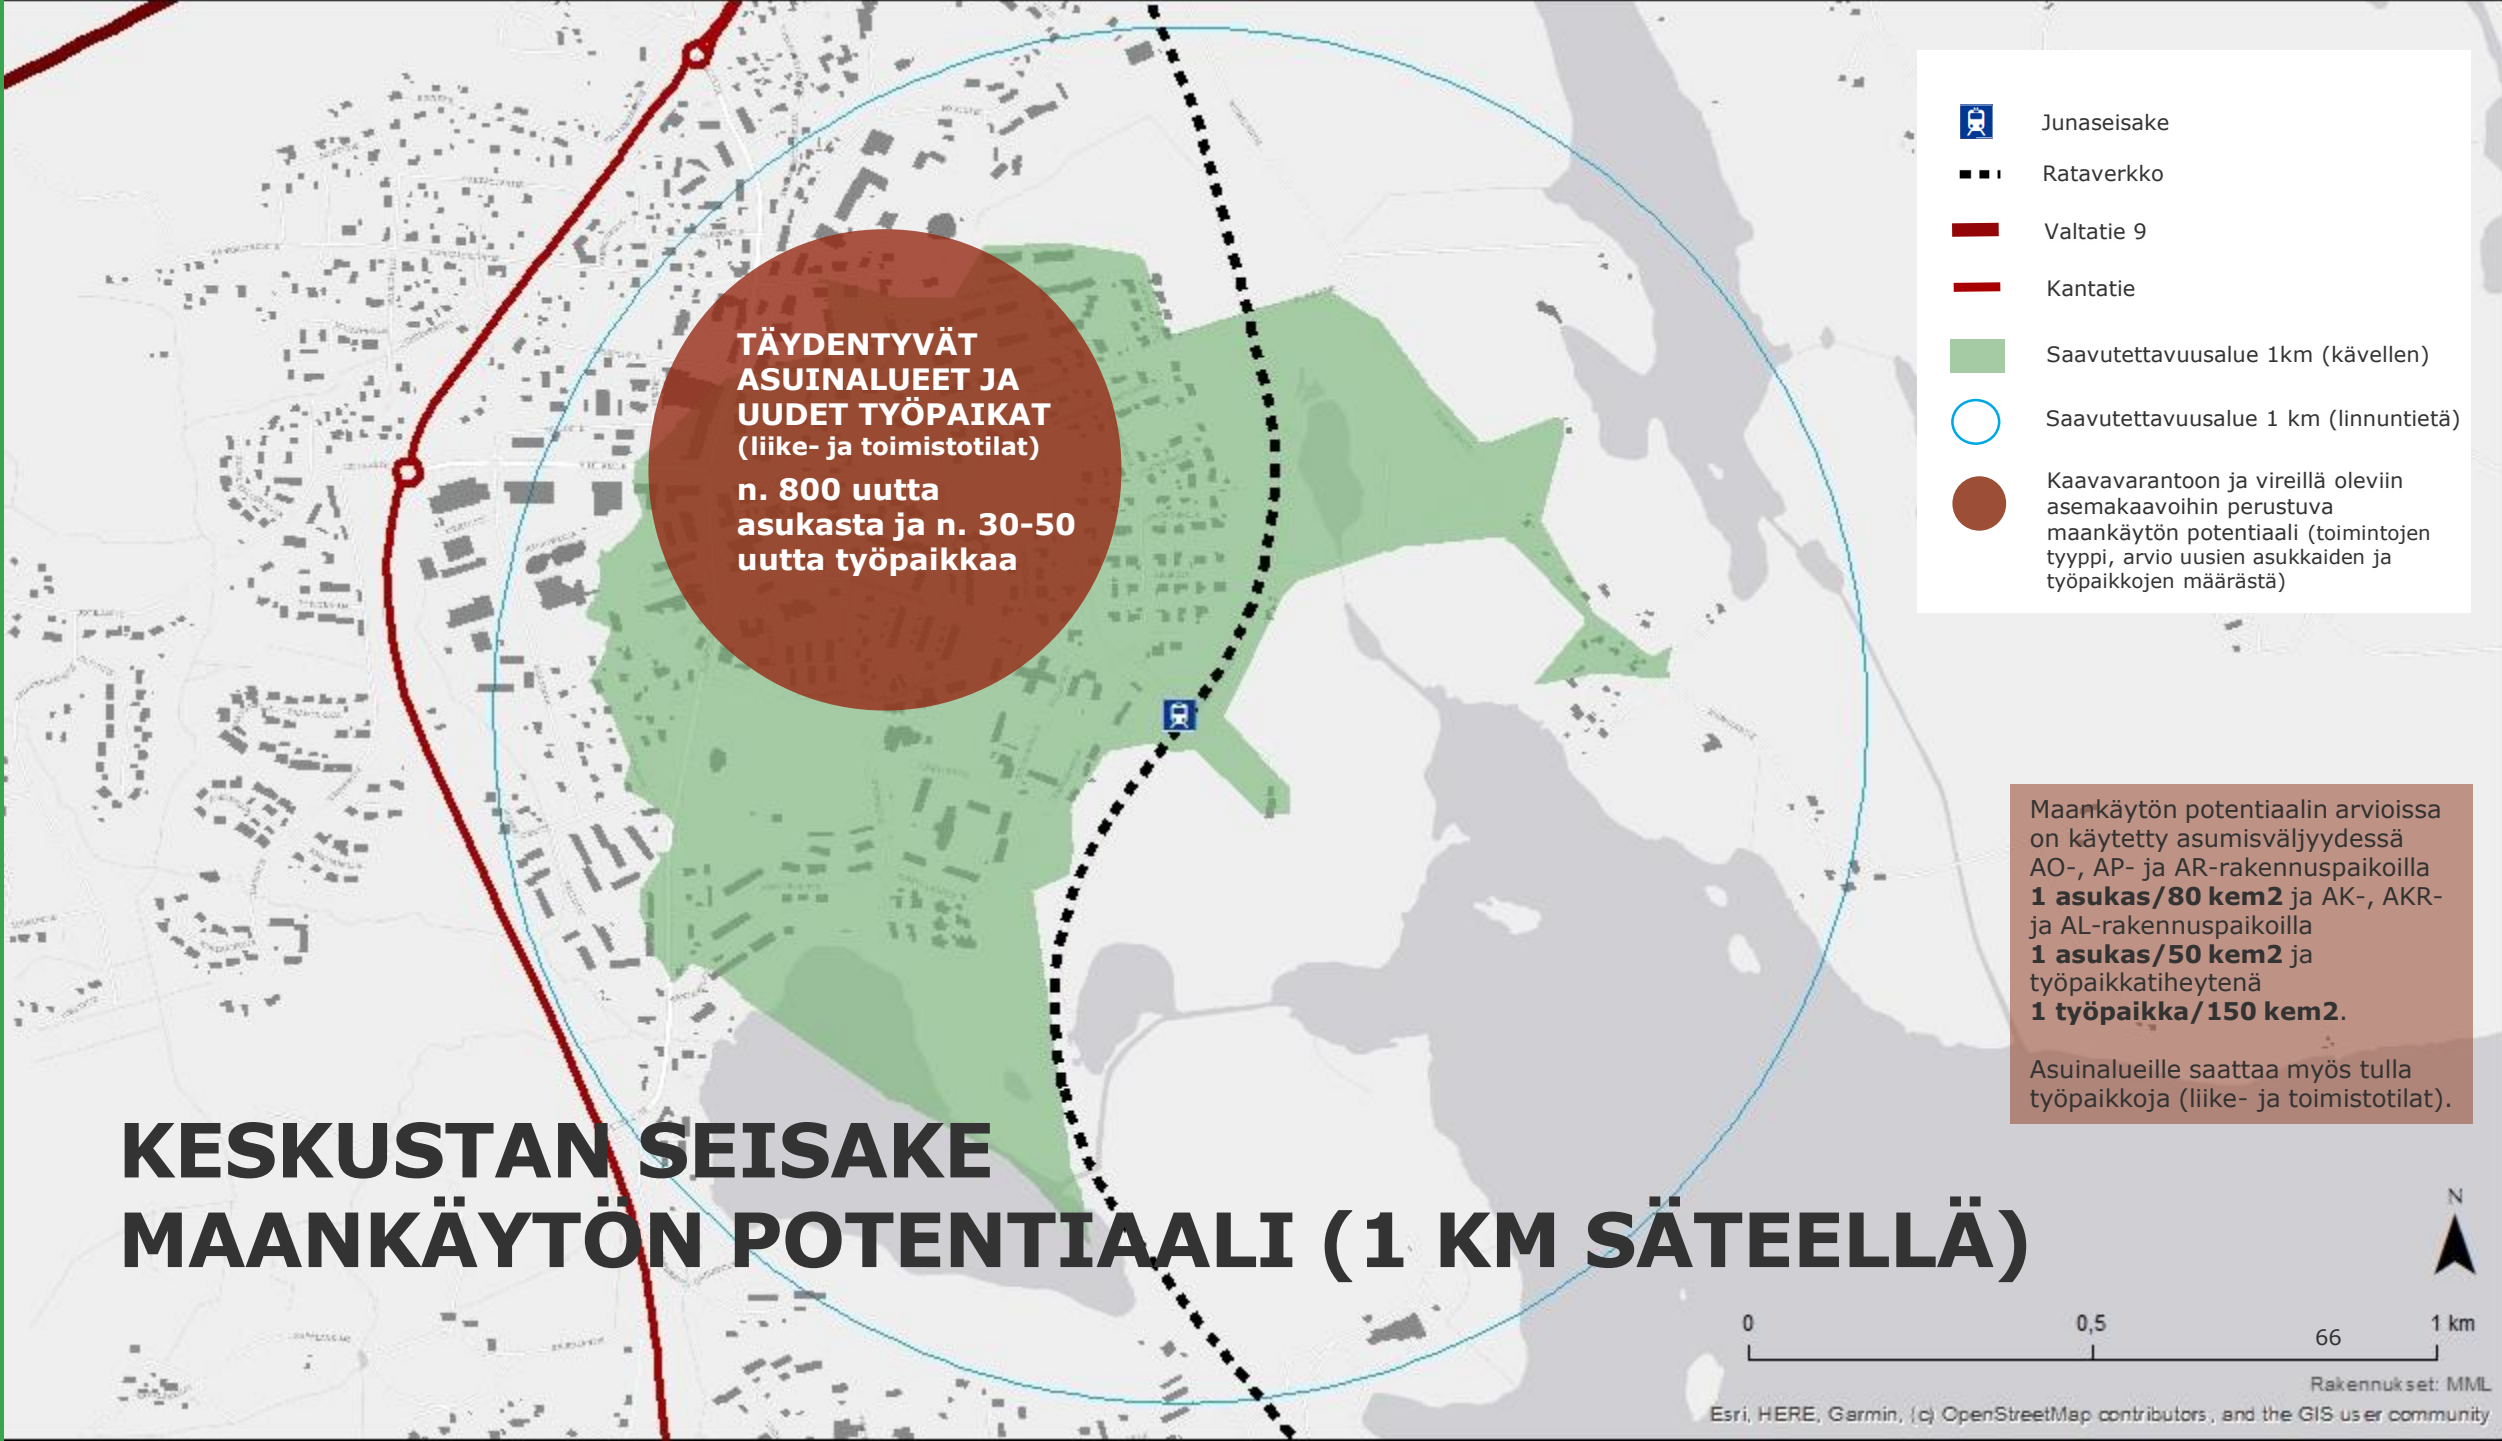 Junaseisake
Rataverkko
Valtatie 9
Kantatie
Saavutettavuusalue 1km (kävellen)
Saavutettavuusalue 1 km (linnuntietä)
Kaavavarantoon ja vireillä oleviin
asemakaavoihin perustuva
maankäytön potentiaali (toimintojen
tyyppi, arvio uusien asukkaiden ja
työpaikkojen määrästä)
TÄYDENTYVÄT
ASUINALUEET JA
UUDET TYÖPAIKAT
(liike- ja toimistotilat)
n. 800 uutta
asukasta ja n. 30-50
uutta työpaikkaa
Maankäytön potentiaalin arvioissa
on käytetty asumisväljyydessä
AO-, AP- ja AR-rakennuspaikoilla
1 asukas/80 kem2 ja AK-, AKR-
ja AL-rakennuspaikoilla
1 asukas/50 kem2 ja
työpaikkatiheytenä
1 työpaikka/150 kem2.
Asuinalueille saattaa myös tulla
työpaikkoja (liike- ja toimistotilat).
KESKUSTAN SEISAKE
MAANKÄYTÖN POTENTIAALI (1 KM SÄTEELLÄ)
N
0 0,5 1 km
66
Rakennukset: MML
Esri, HERE, Garmin, (c) OpenStreetMap contributors, and the GIS user community